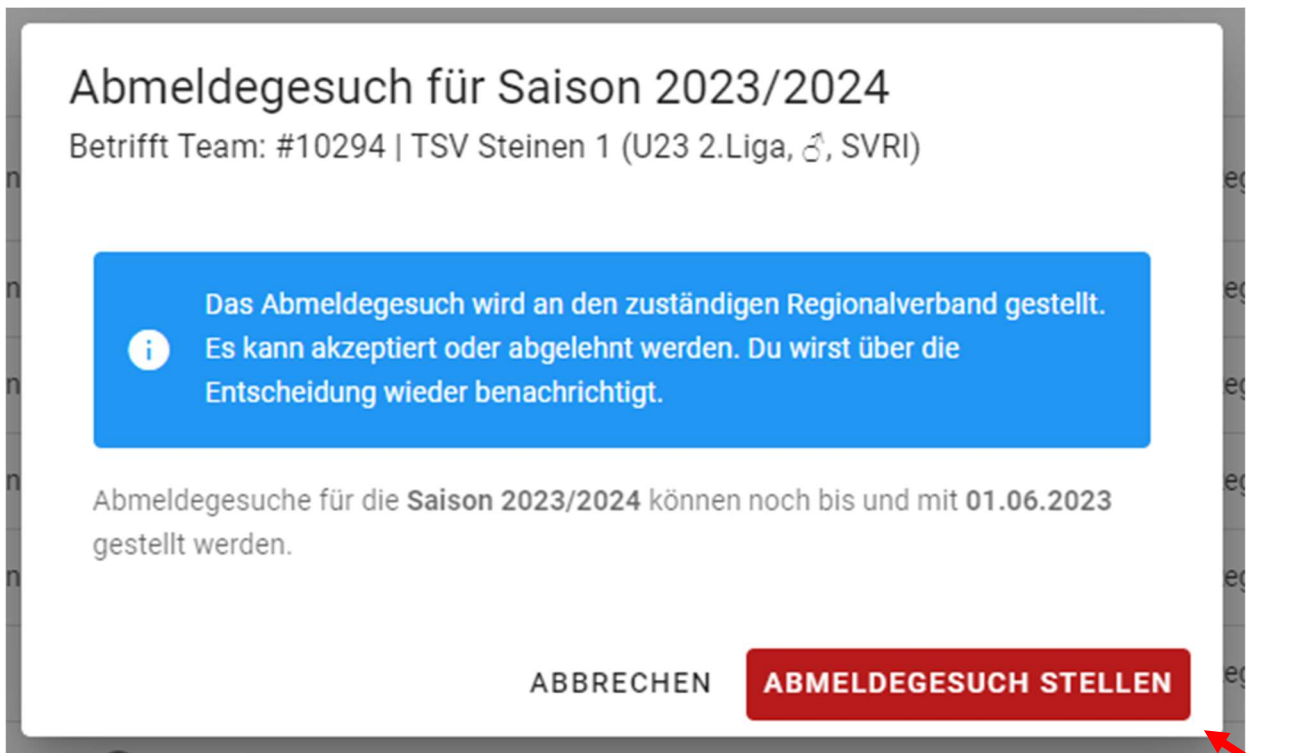 Abmeldegesuch für Saison 2023/2024
Betrifft Team: #10294 | TSV Steinen 1 (U23 2.Liga, ♂, SVRI)
Das Abmeldegesuch wird an den zuständigen Regionalverband gestellt.
Es kann akzeptiert oder abgelehnt werden. Du wirst über die
Entscheidung wieder benachrichtigt.
Abmeldegesuche für die Saison 2023/2024 können noch bis und mit 01.06.2023
gestellt werden.
ABBRECHEN ABMELDEGESUCH STELLEN